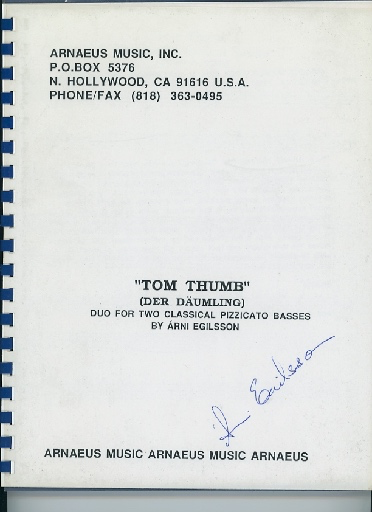 ARNAEUS MUSIC, INC.
P.O.BOX 5376
N. HOLLYWOOD, CA 91616 U.S.A.
PHONE/FAX (818) 363-0495
"TOM THUMB"
(DER DÄUMLING)
DUO FOR TWO CLASSICAL PIZZICATO BASSES
BY ÁRNI EGILSSON
Egilsson
ARNAEUS MUSIC ARNAEUS MUSIC ARNAEUS